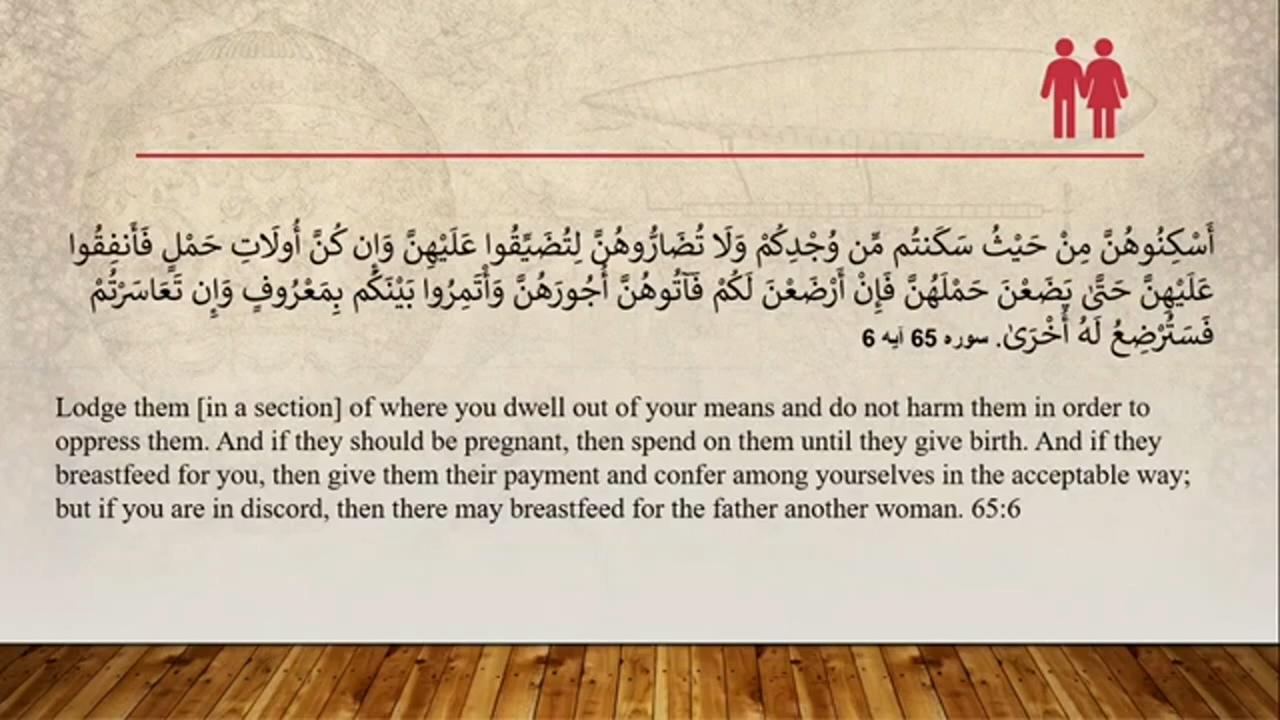 أَسْكِنُوهُنَّ مِنْ حَيْثُ سَكَنتُم مِّن وُجْدِكُمْ وَلَا تُضَارُّوهُنَّ لِتُضَيِّقُوا عَلَيْهِنَّ وَإِن كُنَّ أُولَاتِ حَمْلٍ فَأَنفِقُوا
عَلَيْهِنَّ حَتَّىٰ يَضَعْنَ حَمْلَهُنَّ فَإِنْ أَرْضَعْنَ لَكُمْ فَآتُوهُنَّ أُجُورَهُنَّ وَأْتَمِرُوا بَيْنَكُم بِمَعْرُوفٍ وَإِن تَعَاسَرْتُمْ
فَسَتُرْضِعُ لَهُ أُخْرَىٰ. سوره 65 آیه 6
Lodge them [in a section] of where you dwell out of your means and do not harm them in order to
oppress them. And if they should be pregnant, then spend on them until they give birth. And if they
breastfeed for you, then give them their payment and confer among yourselves in the acceptable way;
but if you are in discord, then there may breastfeed for the father another woman. 65:6